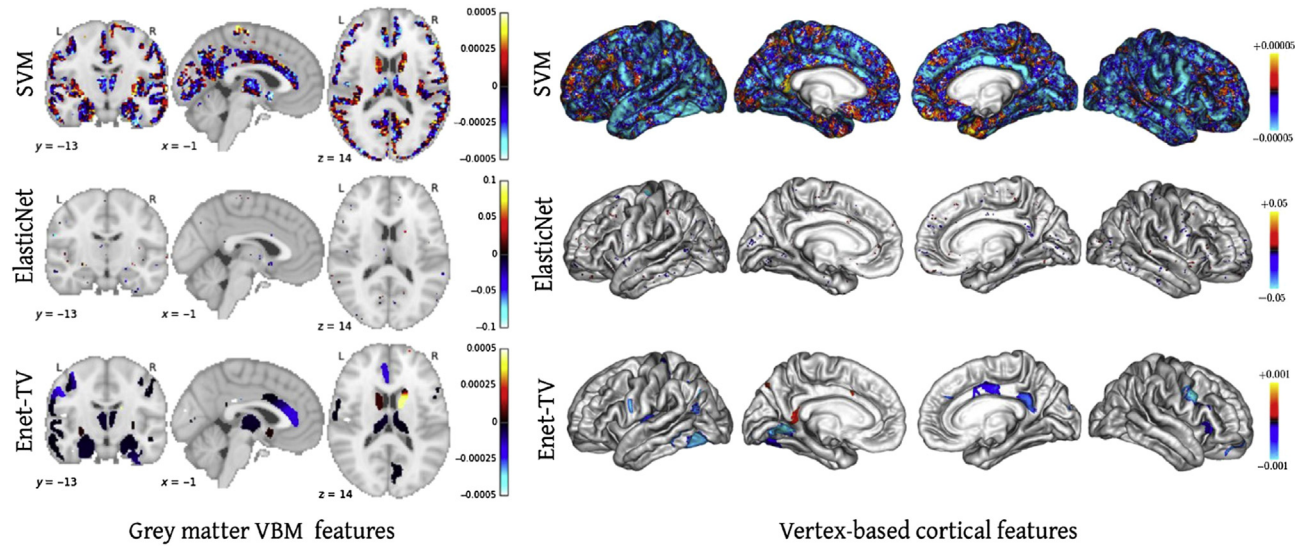 SVM
L
R
y = −13
x = −1
z = 14
0.0005
0.00025
0
−0.00025
−0.0005
SVM
+0.00005
−0.00005
ElasticNet
L
R
y = −13
x = −1
z = 14
0.1
0.05
0
−0.05
−0.1
ElasticNet
+0.05
−0.05
Enet-TV
L
R
y = −13
x = −1
z = 14
0.0005
0.00025
0
−0.00025
−0.0005
Enet-TV
+0.001
−0.001
Grey matter VBM features
Vertex-based cortical features